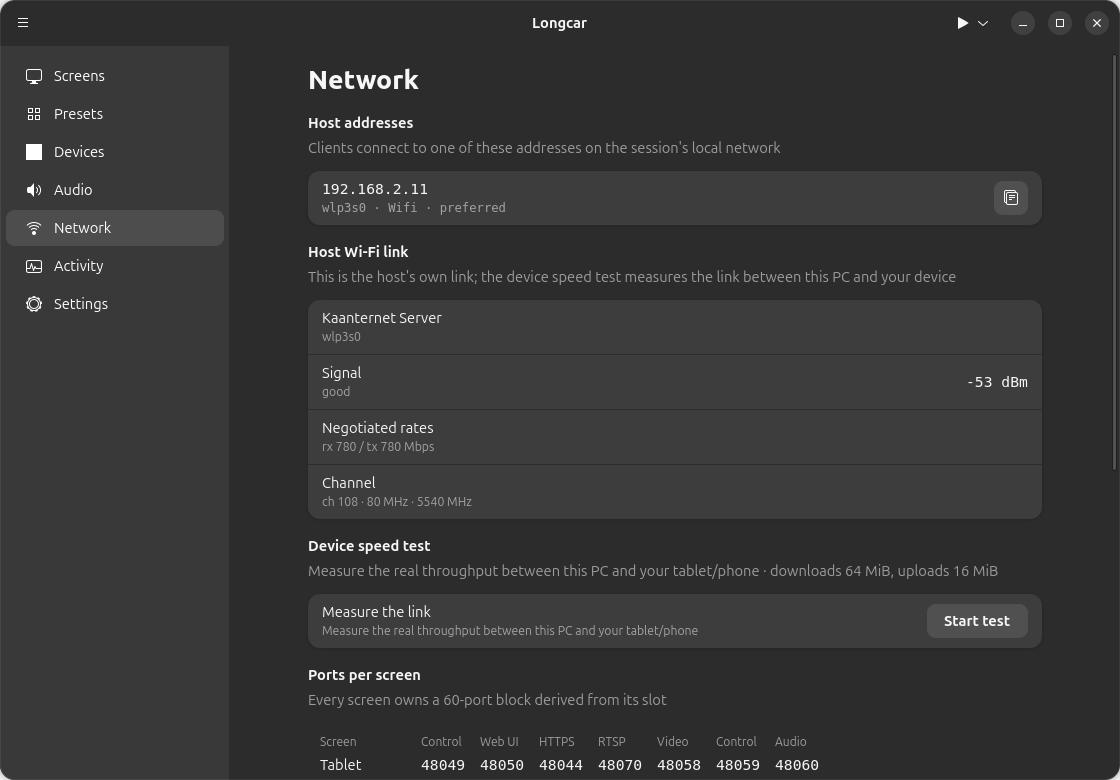 Longcar
Screens
Presets
Devices
Audio
Network
Activity
Settings
Network
Host addresses
Clients connect to one of these addresses on the session's local network
192.168.2.11
wlp3s0 · Wifi · preferred
Host Wi-Fi link
This is the host's own link; the device speed test measures the link between this PC and your device
Kaanternet Server
wlp3s0
Signal
good
-53 dBm
Negotiated rates
rx 780 / tx 780 Mbps
Channel
ch 108 · 80 MHz · 5540 MHz
Device speed test
Measure the real throughput between this PC and your tablet/phone · downloads 64 MiB, uploads 16 MiB
Measure the link
Measure the real throughput between this PC and your tablet/phone
Start test
Ports per screen
Every screen owns a 60-port block derived from its slot
Screen Control Web UI HTTPS RTSP Video Control Audio
Tablet 48049 48050 48044 48070 48058 48059 48060